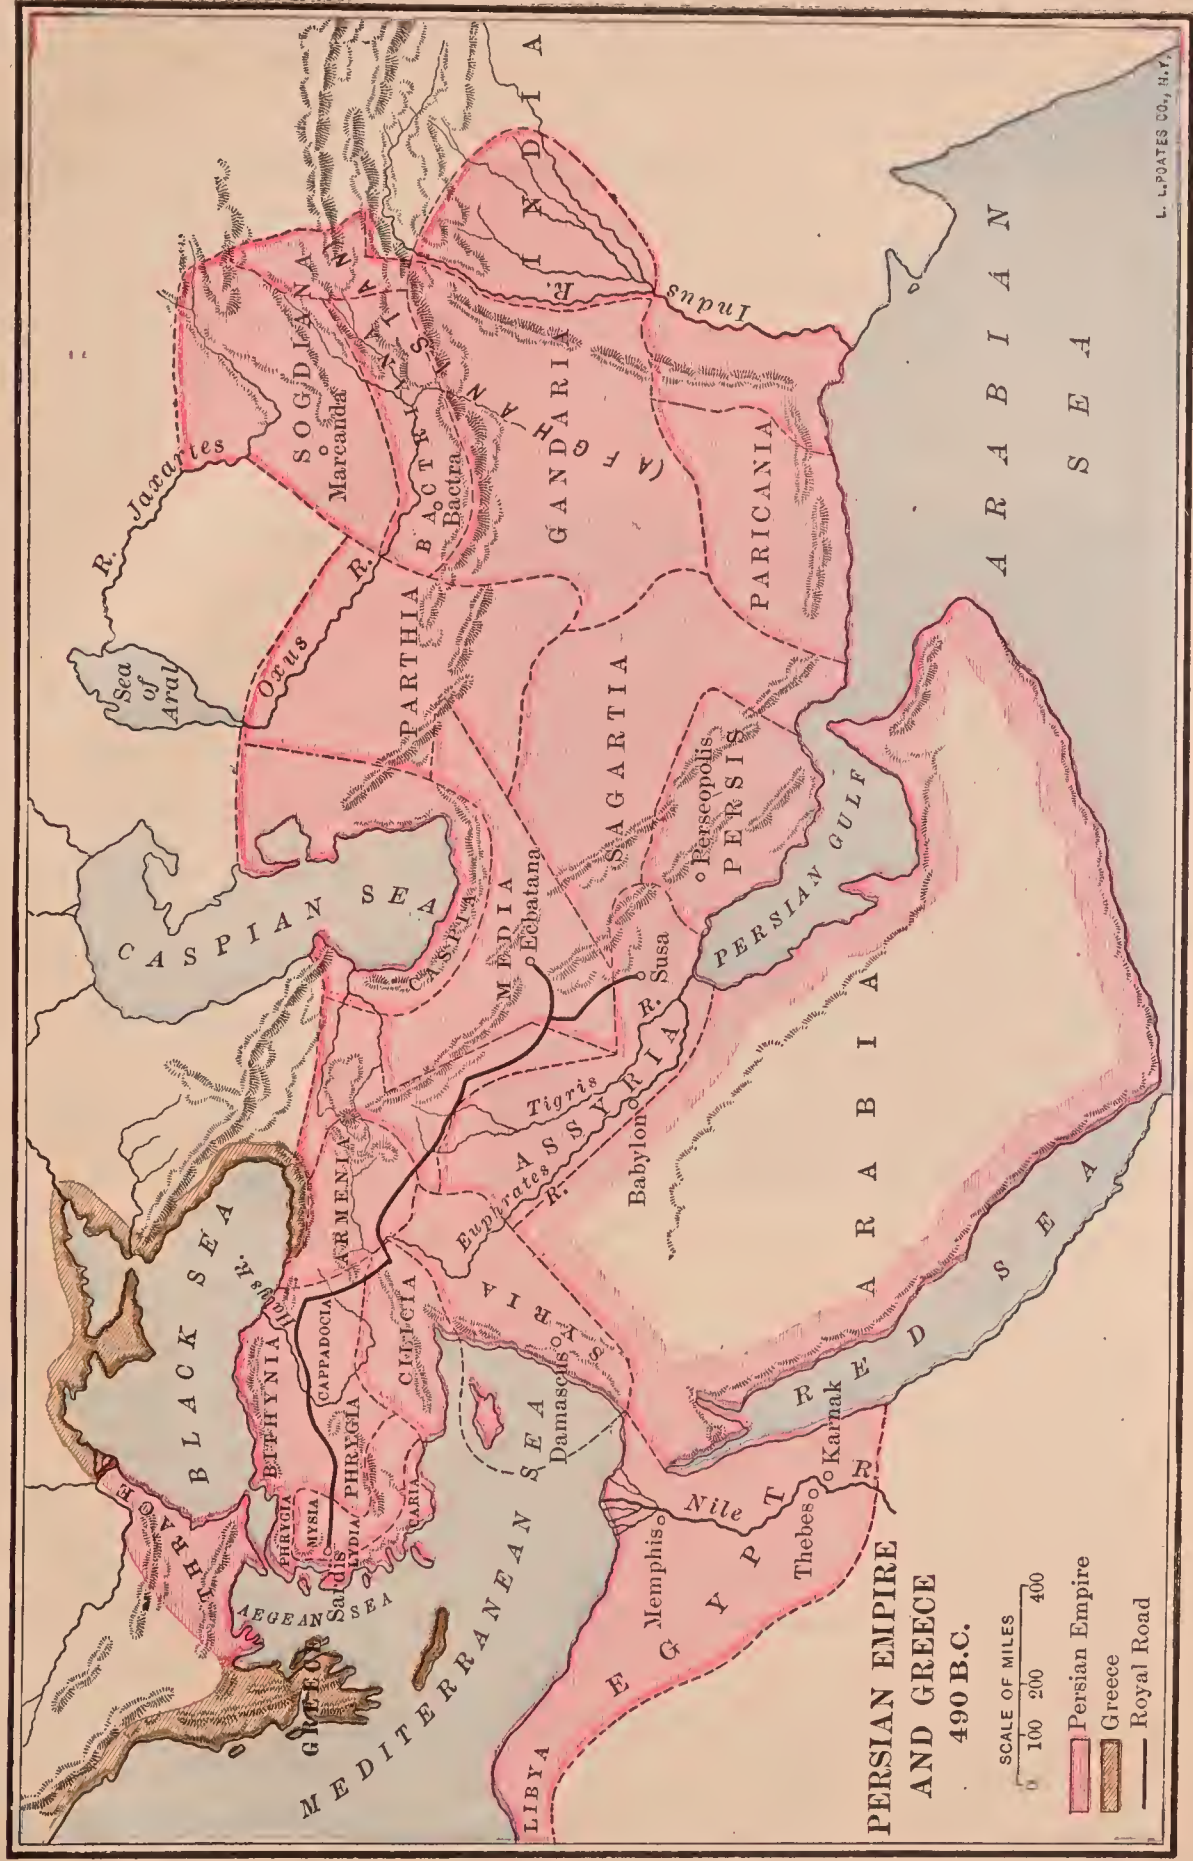 PERSIAN EMPIRE
AND GREECE
490 B.C.
SCALE OF MILES
0 100 200 400
Persian Empire
Greece
Royal Road
L. L. POATES CO., N.Y.
GREECE
THRACE
BLACK SEA
CASPIAN SEA
Sea
of
Aral
R. Jaxartes
Oxus R.
SOGDIANA
Marcanda
BACTRIA
Bactra
(AFGHANISTAN
INDIA
Indus R.
GANDARIA
PARICANIA
PARTHIA
SAGARTIA
PERSIS
Persepolis
CASPIA
MEDIA
Ecbatana
Susa
ARMENIA
Halys R.
BITHYNIA
PHRYGIA
MYSIA
LYDIA
Sardis
PHRYGIA
CARIA
CAPPADOCIA
CILICIA
AEGEAN SEA
MEDITERRANEAN SEA
SYRIA
Damascus
ASSYRIA
Tigris R.
Euphrates R.
Babylon
PERSIAN GULF
ARABIA
ARABIAN
SEA
RED SEA
LIBYA
EGYPT
Memphis
Nile R.
Thebes
Karnak